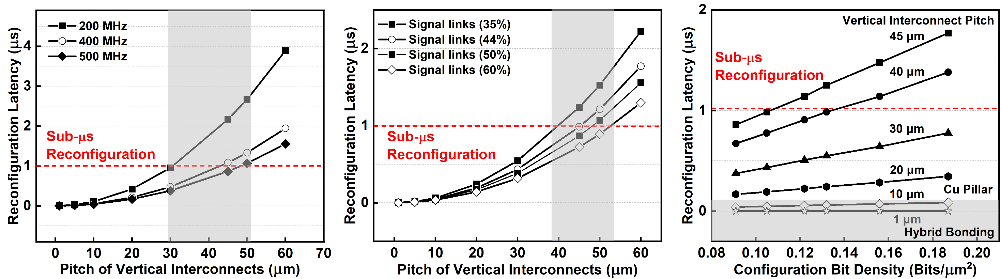 Reconfiguration Latency (μs)
4
3
2
1
0
200 MHz
400 MHz
500 MHz
Sub-μs
Reconfiguration
0 10 20 30 40 50 60 70
Pitch of Vertical Interconnects (μm)
Reconfiguration Latency (μs)
2
1
0
Signal links (35%)
Signal links (44%)
Signal links (50%)
Signal links (60%)
Sub-μs
Reconfiguration
0 10 20 30 40 50 60
Pitch of Vertical Interconnects (μm)
Reconfiguration Latency (μs)
2
1
0
Vertical Interconnect Pitch
45 μm
Sub-μs
Reconfiguration
40 μm
30 μm
20 μm
Cu Pillar
10 μm
1 μm
Hybrid Bonding
0.08 0.10 0.12 0.14 0.16 0.18 0.20
Configuration Bit Density (Bits/μm²)